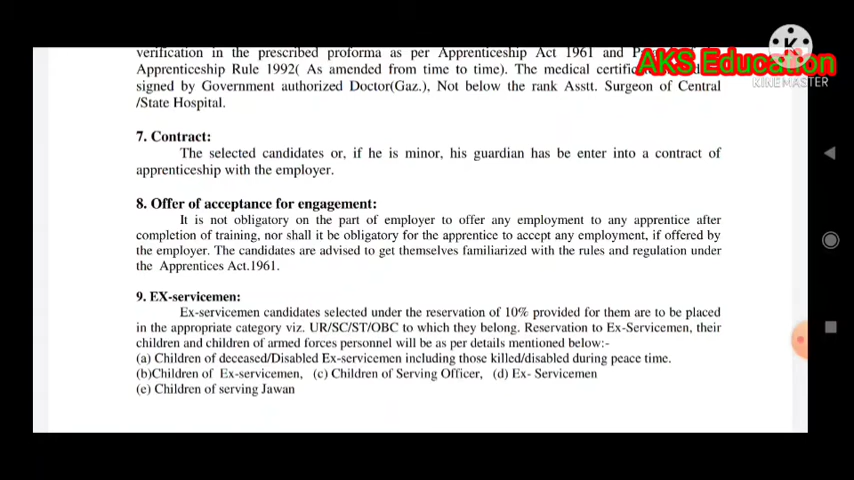 verification in the prescribed proforma as per Apprenticeship Act 1961 and
Apprenticeship Rule 1992( As amended from time to time). The medical
signed by Government authorized Doctor(Gaz.), Not below the rank Asstt. Surgeon of Central
/State Hospital.
AKS Education
K
KINEMASTER
7. Contract:
The selected candidates or, if he is minor, his guardian has be enter into a contract of
apprenticeship with the employer.
8. Offer of acceptance for engagement:
It is not obligatory on the part of employer to offer any employment to any apprentice after
completion of training, nor shall it be obligatory for the apprentice to accept any employment, if offered by
the employer. The candidates are advised to get themselves familiarized with the rules and regulation under
the Apprentices Act.1961.
9. EX-servicemen:
Ex-servicemen candidates selected under the reservation of 10% provided for them are to be placed
in the appropriate category viz. UR/SC/ST/OBC to which they belong. Reservation to Ex-Servicemen, their
children and children of armed forces personnel will be as per details mentioned below:-
(a) Children of deceased/Disabled Ex-servicemen including those killed/disabled during peace time.
(b)Children of Ex-servicemen, (c) Children of Serving Officer, (d) Ex- Servicemen
(e) Children of serving Jawan